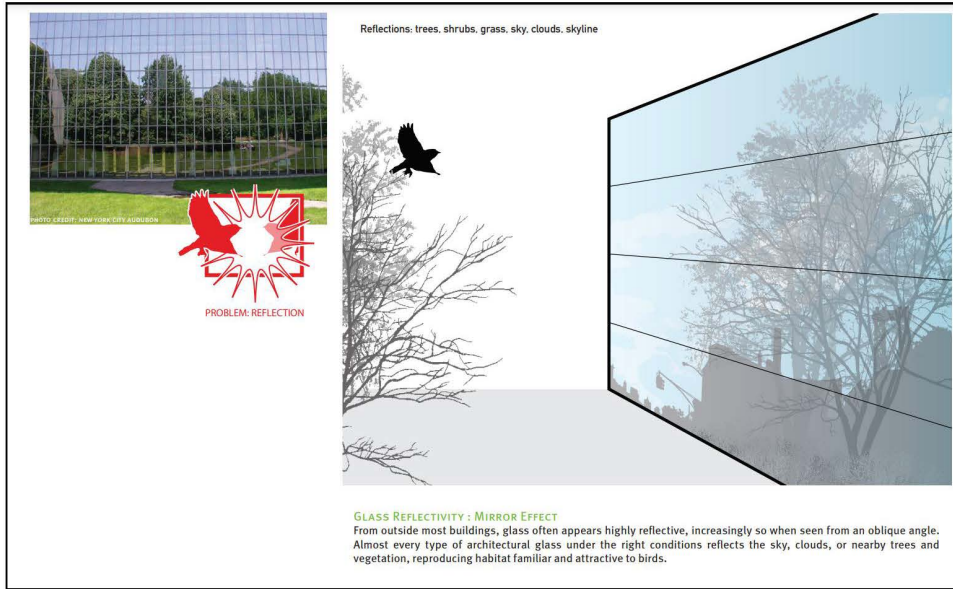 Reflections: trees, shrubs, grass, sky, clouds, skyline
PHOTO CREDIT: NEW YORK CITY AUDUBON
PROBLEM: REFLECTION
GLASS REFLECTIVITY : MIRROR EFFECT
From outside most buildings, glass often appears highly reflective, increasingly so when seen from an oblique angle.
Almost every type of architectural glass under the right conditions reflects the sky, clouds, or nearby trees and
vegetation, reproducing habitat familiar and attractive to birds.